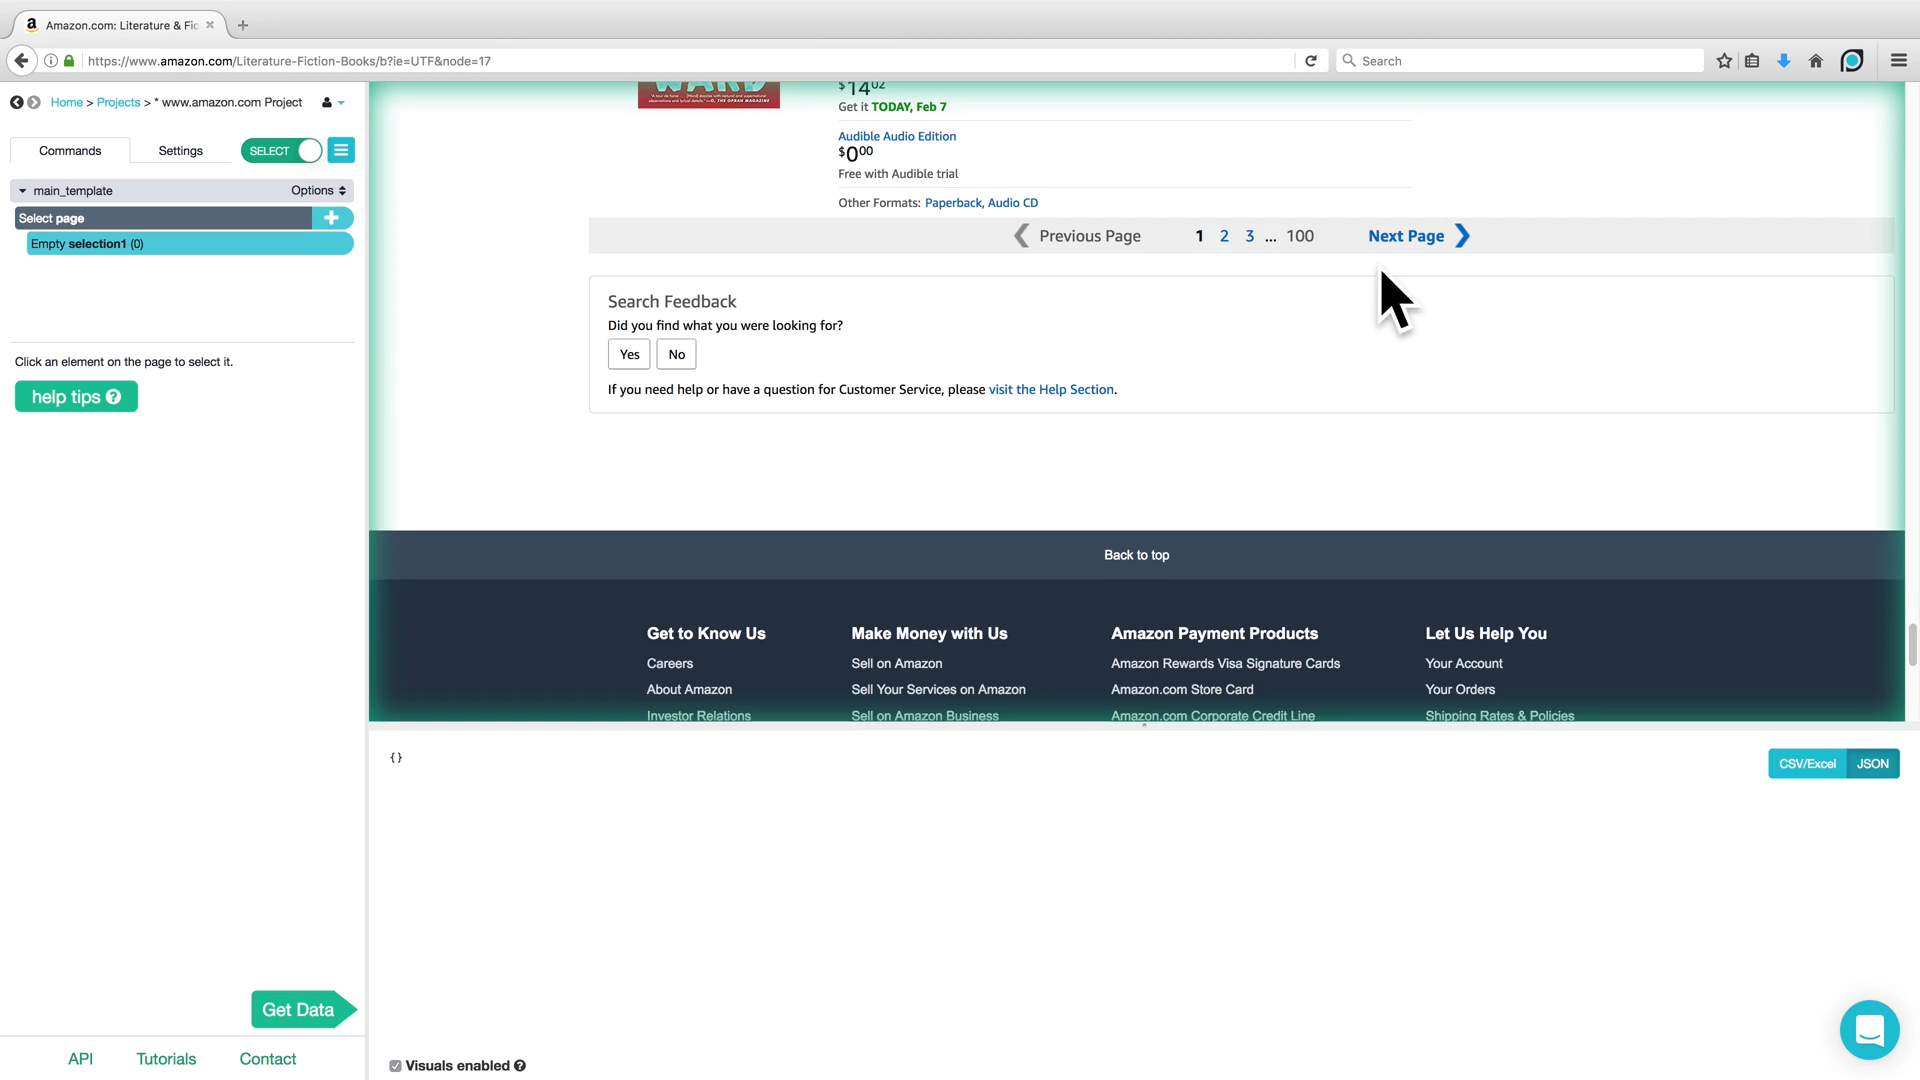 a Amazon.com: Literature & Fic
https://www.amazon.com/Literature-Fiction-Books/b?ie=UTF&node=17
Search
Home > Projects > * www.amazon.com Project
Commands
Settings
SELECT
main_template
Options
Select page
Empty selection1 (0)
Click an element on the page to select it.
help tips
WARD
$14 02
Get it TODAY, Feb 7
Audible Audio Edition
$0 00
Free with Audible trial
Other Formats: Paperback, Audio CD
Previous Page 1 2 3 ... 100 Next Page
Search Feedback
Did you find what you were looking for?
Yes No
If you need help or have a question for Customer Service, please visit the Help Section.
Back to top
Get to Know Us
Careers
About Amazon
Investor Relations
Make Money with Us
Sell on Amazon
Sell Your Services on Amazon
Sell on Amazon Business
Amazon Payment Products
Amazon Rewards Visa Signature Cards
Amazon.com Store Card
Amazon.com Corporate Credit Line
Let Us Help You
Your Account
Your Orders
Shipping Rates & Policies
{}
CSV/Excel JSON
Get Data
API Tutorials Contact
Visuals enabled